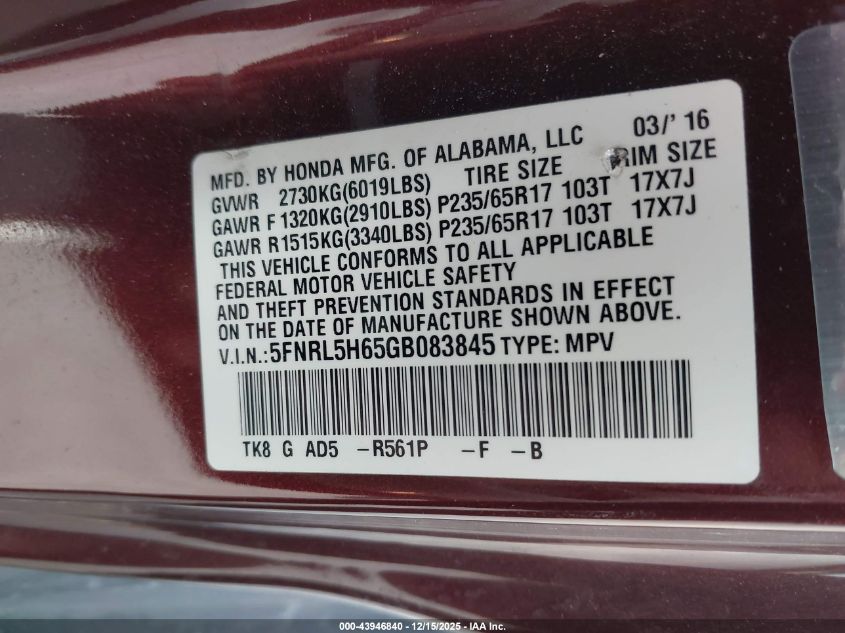 MFD. BY HONDA MFG. OF ALABAMA, LLC 03/' 16
GVWR 2730KG(6019LBS) TIRE SIZE RIM SIZE
GAWR F 1320KG(2910LBS) P235/65R17 103T 17X7J
GAWR R1515KG(3340LBS) P235/65R17 103T 17X7J
THIS VEHICLE CONFORMS TO ALL APPLICABLE
FEDERAL MOTOR VEHICLE SAFETY
AND THEFT PREVENTION STANDARDS IN EFFECT
ON THE DATE OF MANUFACTURE SHOWN ABOVE.
V.I.N.:5FNRL5H65GB083845 TYPE: MPV
TK8 G AD5 -R561P -F -B
000-43946840 - 12/15/2025 - IAA, Inc.